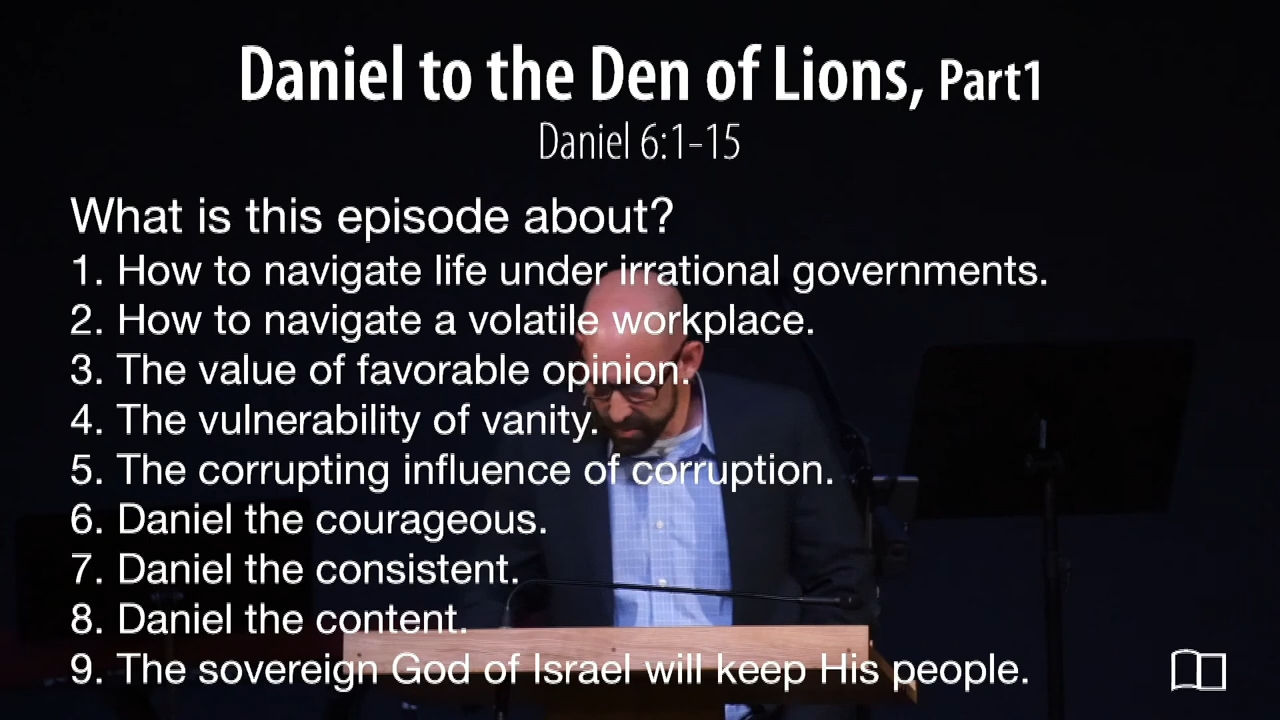 Daniel to the Den of Lions, Part1
Daniel 6:1-15
What is this episode about?
1. How to navigate life under irrational governments.
2. How to navigate a volatile workplace.
3. The value of favorable opinion.
4. The vulnerability of vanity.
5. The corrupting influence of corruption.
6. Daniel the courageous.
7. Daniel the consistent.
8. Daniel the content.
9. The sovereign God of Israel will keep His people.